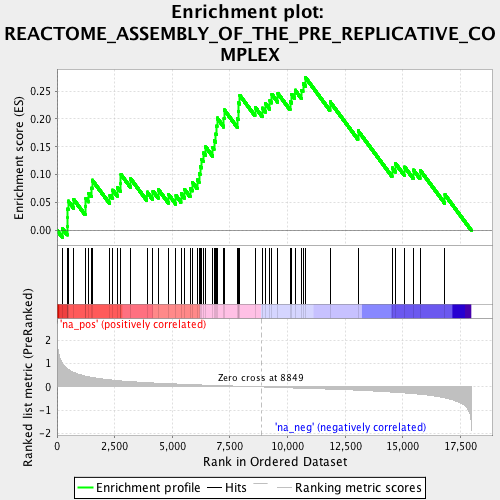 Enrichment plot:
REACTOME_ASSEMBLY_OF_THE_PRE_REPLICATIVE_CO
MPLEX
Enrichment score (ES)
0.25
0.20
0.15
0.10
0.05
0.00
'na_pos' (positively correlated)
Ranked list metric (PreRanked)
2
1
0
-1
-2
Zero cross at 8849
'na_neg' (negatively correlated)
0
2,500
5,000
7,500
10,000
12,500
15,000
17,500
Rank in Ordered Dataset
Enrichment profile
Hits
Ranking metric scores